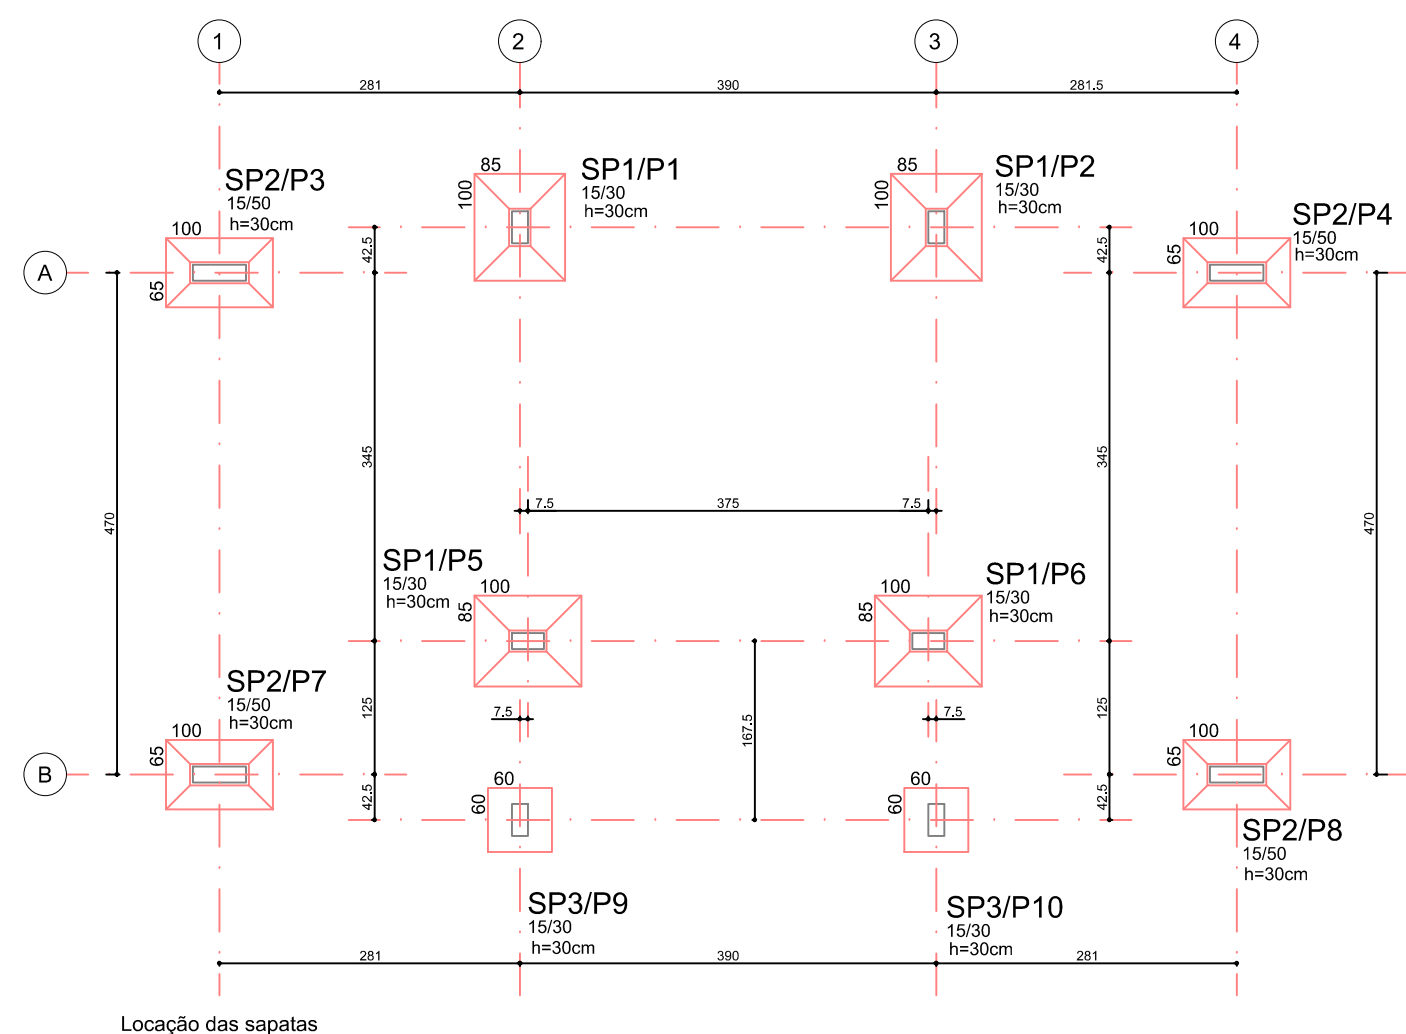 1
2
3
4
281
390
281.5
SP2/P3
15/50
h=30cm
100
65
85
100
SP1/P1
15/30
h=30cm
85
100
SP1/P2
15/30
h=30cm
SP2/P4
15/50
h=30cm
100
65
A
42.5
42.5
345
345
470
470
7.5
375
7.5
SP1/P5
15/30
h=30cm
100
85
SP1/P6
15/30
h=30cm
100
85
SP2/P7
15/50
h=30cm
100
65
7.5
7.5
125
167.5
125
100
65
B
42.5
42.5
60
60
60
60
SP2/P8
15/50
h=30cm
SP3/P9
15/30
h=30cm
SP3/P10
15/30
h=30cm
281
390
281
Locação das sapatas